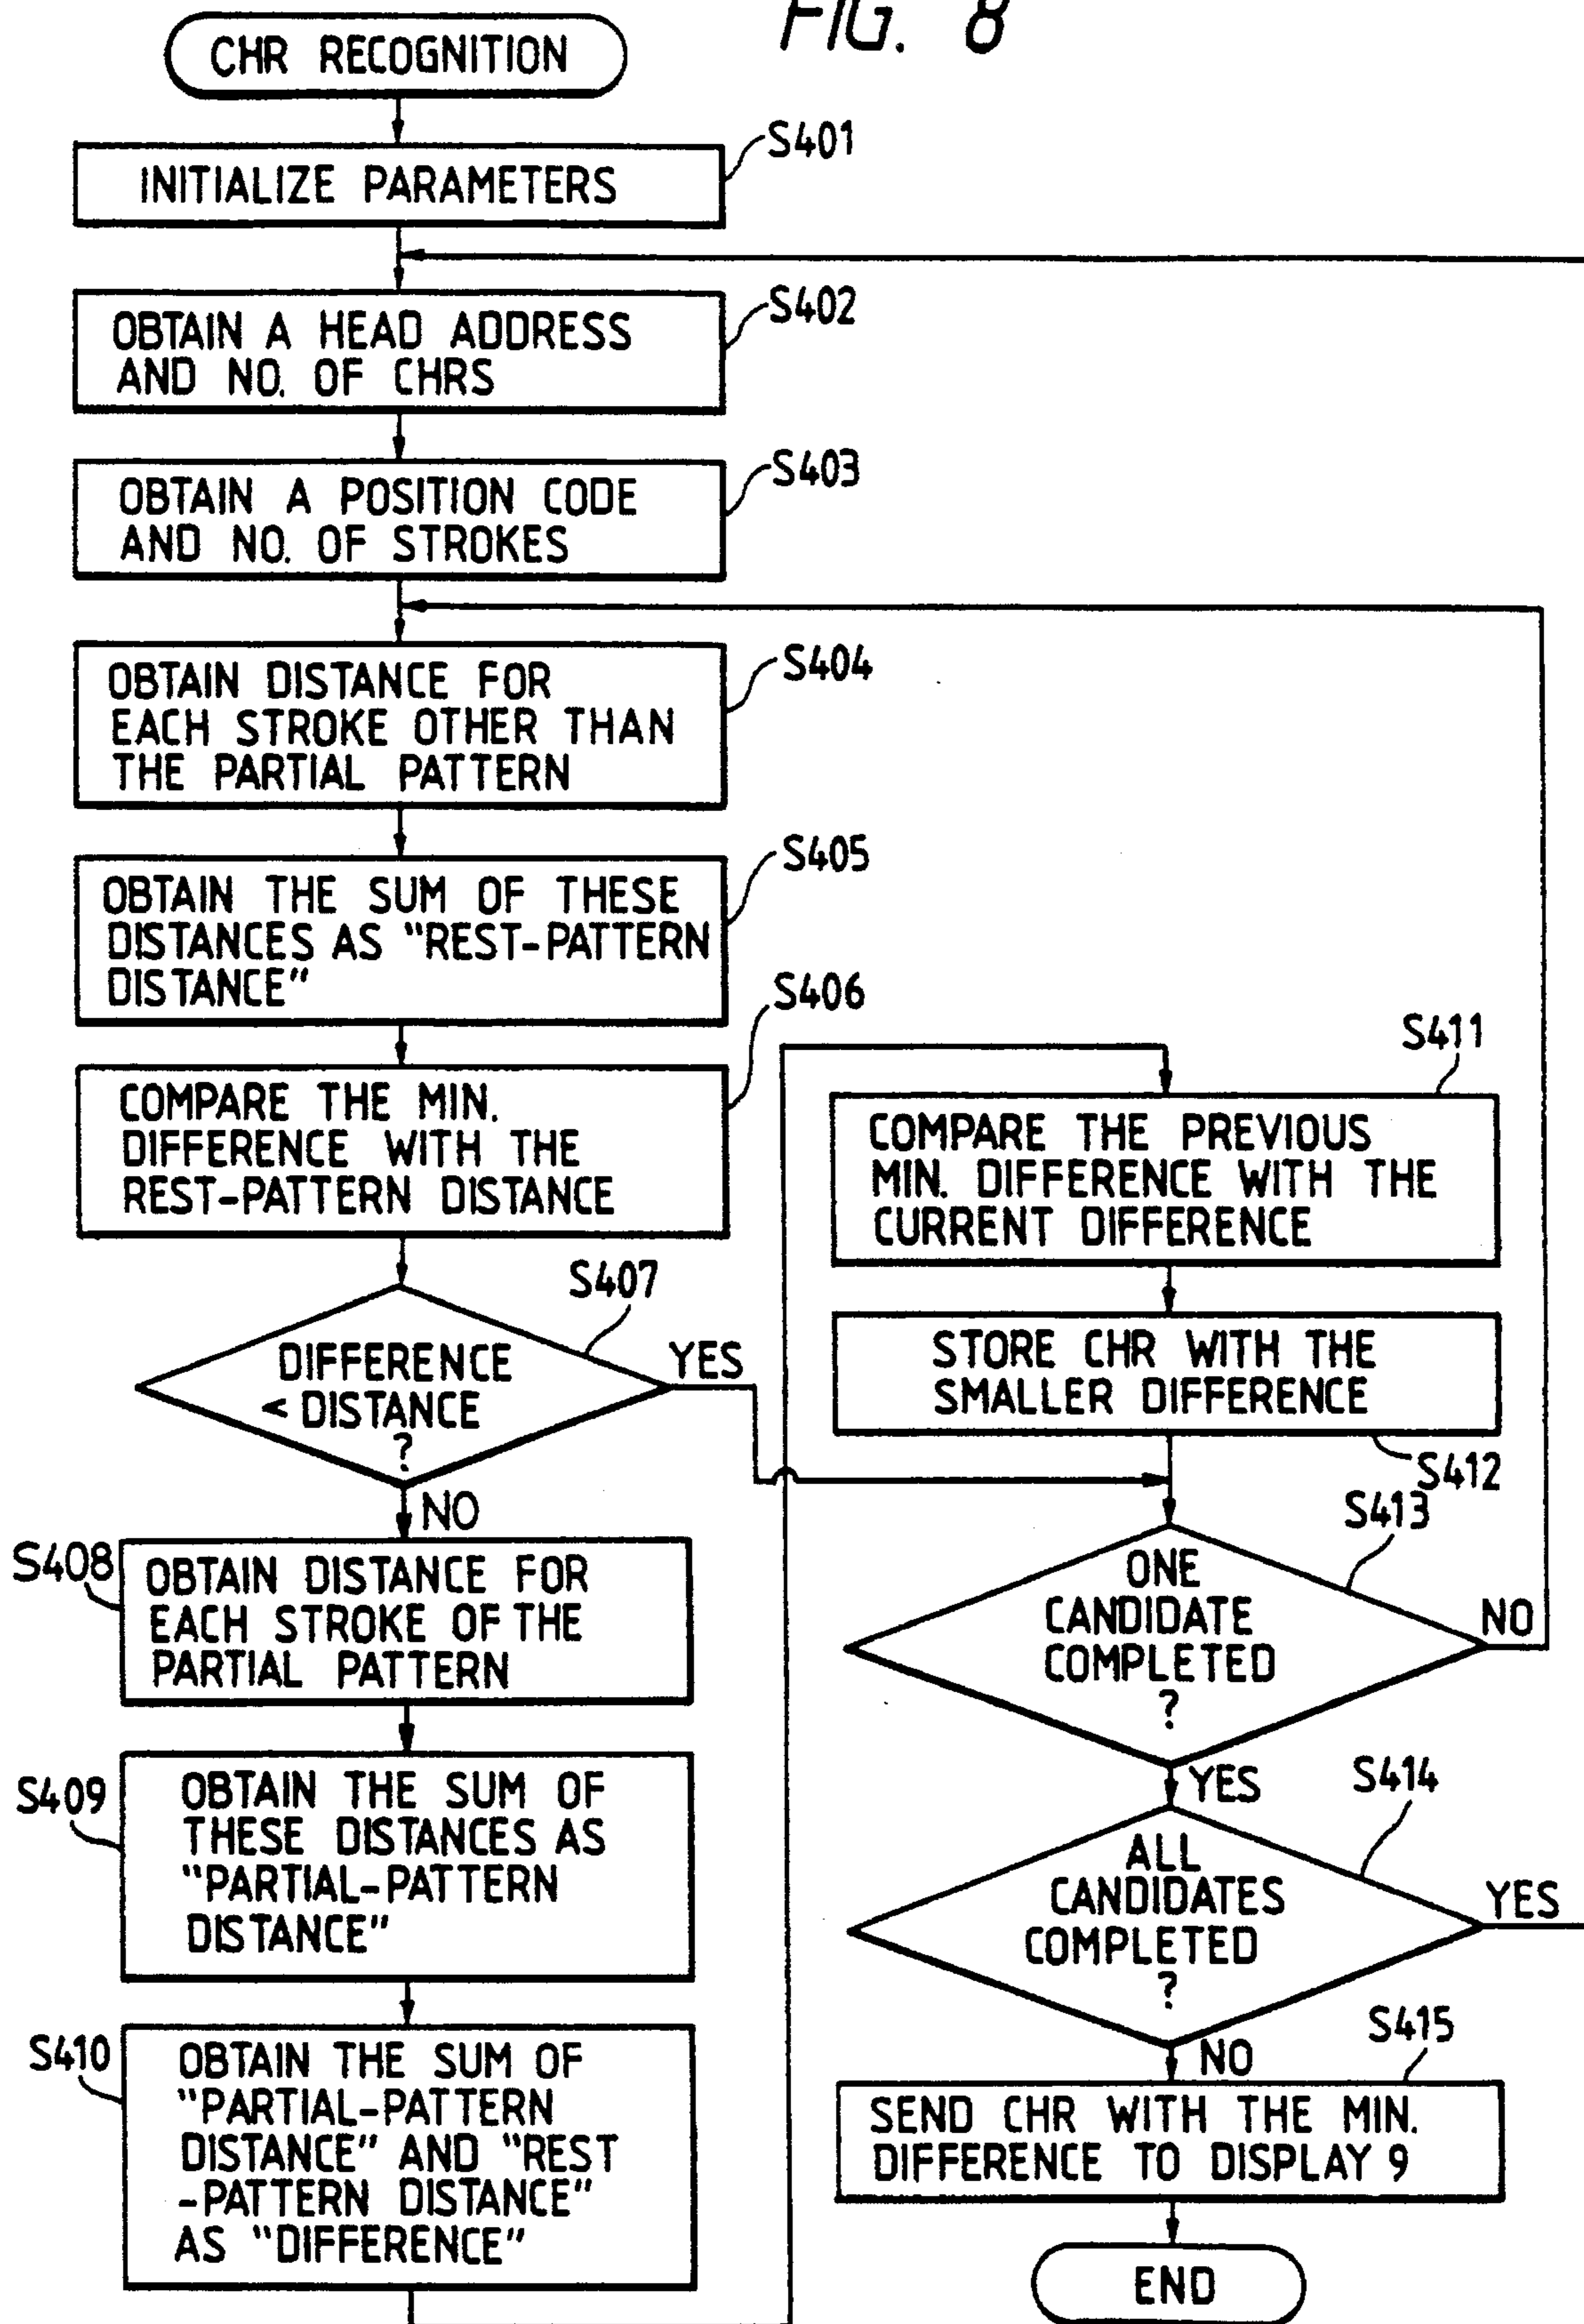 FIG. 8
CHR RECOGNITION
S401
INITIALIZE PARAMETERS
S402
OBTAIN A HEAD ADDRESS
AND NO. OF CHRS
S403
OBTAIN A POSITION CODE
AND NO. OF STROKES
S404
OBTAIN DISTANCE FOR
EACH STROKE OTHER THAN
THE PARTIAL PATTERN
S405
OBTAIN THE SUM OF THESE
DISTANCES AS "REST-PATTERN
DISTANCE"
S406
COMPARE THE MIN.
DIFFERENCE WITH THE
REST-PATTERN DISTANCE
S407
DIFFERENCE
< DISTANCE
?
YES
NO
S408
OBTAIN DISTANCE FOR
EACH STROKE OF THE
PARTIAL PATTERN
S409
OBTAIN THE SUM OF
THESE DISTANCES AS
"PARTIAL-PATTERN
DISTANCE"
S410
OBTAIN THE SUM OF
"PARTIAL-PATTERN
DISTANCE" AND "REST
-PATTERN DISTANCE"
AS "DIFFERENCE"
S411
COMPARE THE PREVIOUS
MIN. DIFFERENCE WITH THE
CURRENT DIFFERENCE
STORE CHR WITH THE
SMALLER DIFFERENCE
S412
S413
ONE
CANDIDATE
COMPLETED
?
NO
YES
S414
ALL
CANDIDATES
COMPLETED
?
YES
NO
S415
SEND CHR WITH THE MIN.
DIFFERENCE TO DISPLAY 9
END